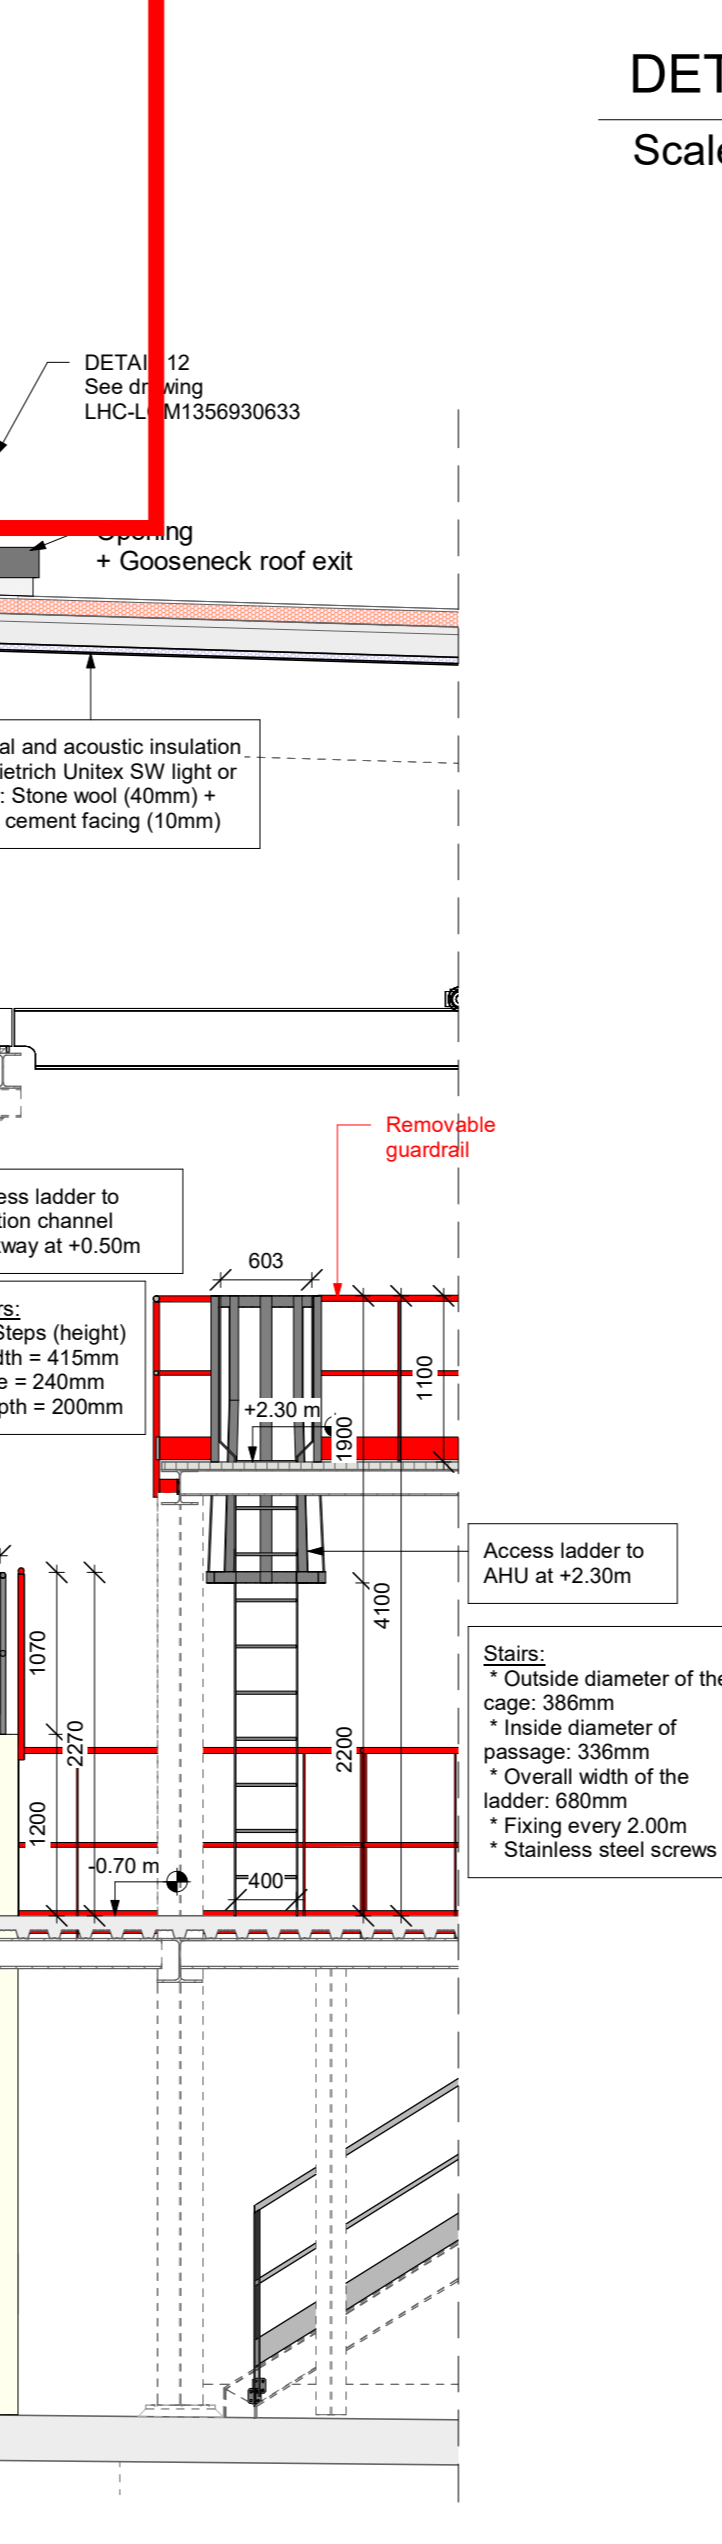 DET
Scale
DETAI 12
See dr wing
LHC-L M1356930633
Opening
+ Gooseneck roof exit
al and acoustic insulation
ietrich Unitex SW light or
: Stone wool (40mm) +
cement facing (10mm)
Removable
guardrail
ess ladder to
tion channel
way at +0.50m
603
rs:
Steps (height)
dth = 415mm
e = 240mm
pth = 200mm
1100
+2.30 m
1900
Access ladder to
AHU at +2.30m
4100
1070
2270
2200
1200
Stairs:
* Outside diameter of the
cage: 386mm
* Inside diameter of
passage: 336mm
* Overall width of the
ladder: 680mm
* Fixing every 2.00m
* Stainless steel screws
-0.70 m
400